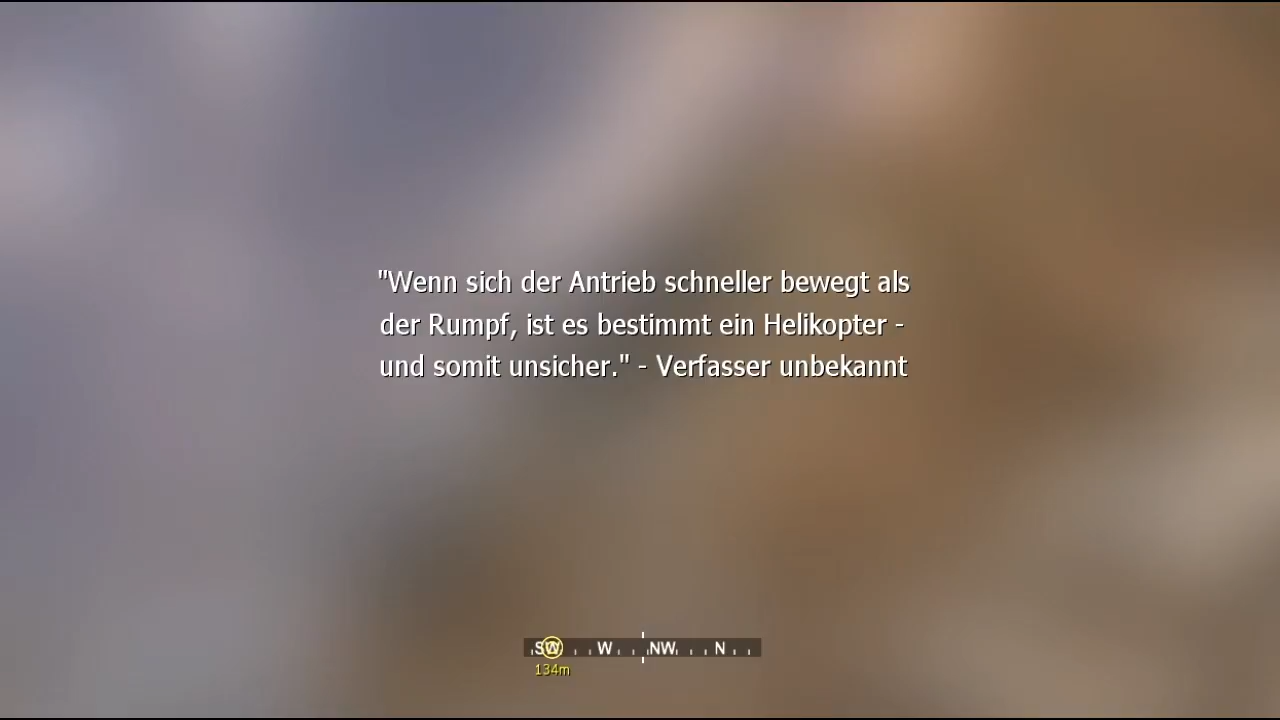 "Wenn sich der Antrieb schneller bewegt als
der Rumpf, ist es bestimmt ein Helikopter -
und somit unsicher." - Verfasser unbekannt
SW W NW N
134m